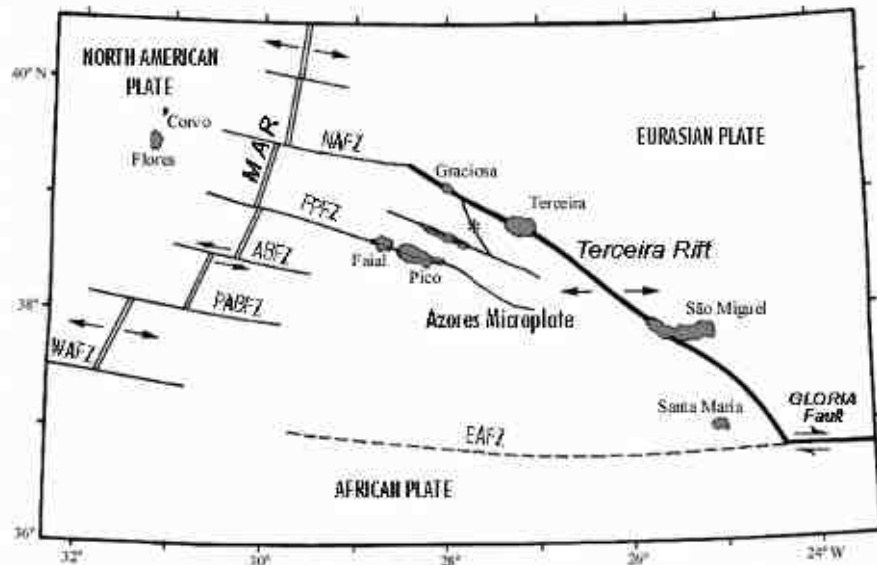 NORTH AMERICAN
PLATE
40° N
Corvo
Flores
MAR
NAFZ
EURASIAN PLATE
Graciosa
Terceira
FPFZ
Terceira Rift
ABFZ
Faial
Pico
38°
PABFZ
Azores Microplate
São Miguel
WAFZ
GLORIA
Fault
Santa Maria
EAFZ
AFRICAN PLATE
36°
32°
30°
28°
26°
24° W